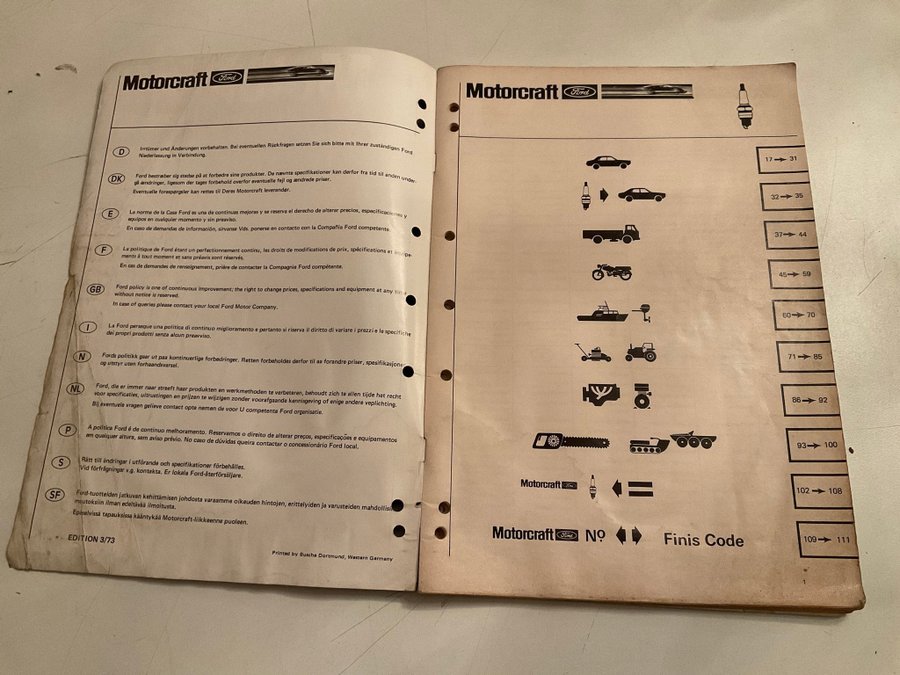 Motorcraft Ford
D Irrtümer und Änderungen vorbehalten. Bei eventuellen Rückfragen setzen Sie sich bitte mit Ihrer zuständigen Ford
Niederlassung in Verbindung.
DK Ford bestræber sig stedse på at forbedre sine produkter. De nævnte specifikationer kan derfor fra tid til anden under-
gå ændringer, ligesom der tages forbehold overfor eventuelle fejl og ændrede priser.
Eventuelle forespørgler kan rettes til Deres Motorcraft leverandør.
E La norma de la Casa Ford es una de continuas mejoras y se reserva el derecho de alterar precios, especificaciones y
equipos en cualquier momento y sin preaviso.
En caso de demandas de información, sirvanse Vds. ponerse en contacto con la Compañía Ford competente.
F La politique de Ford étant un perfectionnement continu, les droits de modifications de prix, spécifications et équipe-
ments à tout moment et sans préavis sont réservés.
En cas de demandes de renseignement, prière de contacter la Compagnie Ford compétente.
GB Ford policy is one of continuous improvement; the right to change prices, specifications and equipment at any time
without notice is reserved.
In case of queries please contact your local Ford Motor Company.
I La Ford persegue una politica di continuo miglioramento e pertanto si riserva il diritto di variare i prezzi e la specifiche
dei propri prodotti senza alcun preavviso.
N Fords politikk gaar ut paa kontinuerlige forbedringer. Retten forbeholdes derfor til aa forandre priser, spesifikasjoner
og utstyr uten forhaandsvarsel.
NL Ford, die er immer naar streeft haar produkten en werkmethoden te verbeteren, behoudt zich te allen tijde het recht
voor specificaties, uitrustingen en prijzen te wijzigen zonder voorafgaande kennisgeving of enige andere verplichting.
Bij eventuele vragen gelieve contact opte nemen de voor U competenta Ford organisatie.
P A política Ford é de contínuo melhoramento. Reservamos o direito de alterar preços, especificações e equipamentos
em qualquer altura, sem aviso prévio. No caso de dúvidas queira contactar o concessionário Ford local.
S Rätt till ändringar i utförande och specifikationer förbehålles.
Vid förfrågningar v.g. kontakta. Er lokala Ford-återförsäljare.
SF Ford-tuotteiden jatkuvan kehittämisen johdosta varaamme oikeuden hintojen, erittelyiden ja varusteiden mahdollisiin
muutoksiin ilman edeltävää ilmoitusta.
Epäselvissä tapauksissa kääntykää Motorcraft-liikkeenne puoleen.
EDITION 3/73
Printed by Busche Dortmund, Western Germany
Motorcraft Ford
17 → 31
32 → 35
37 → 44
45 → 59
60 → 70
71 → 85
86 → 92
93 → 100
Motorcraft Ford
102 → 108
Motorcraft Ford Nº Finis Code
109 → 111
1